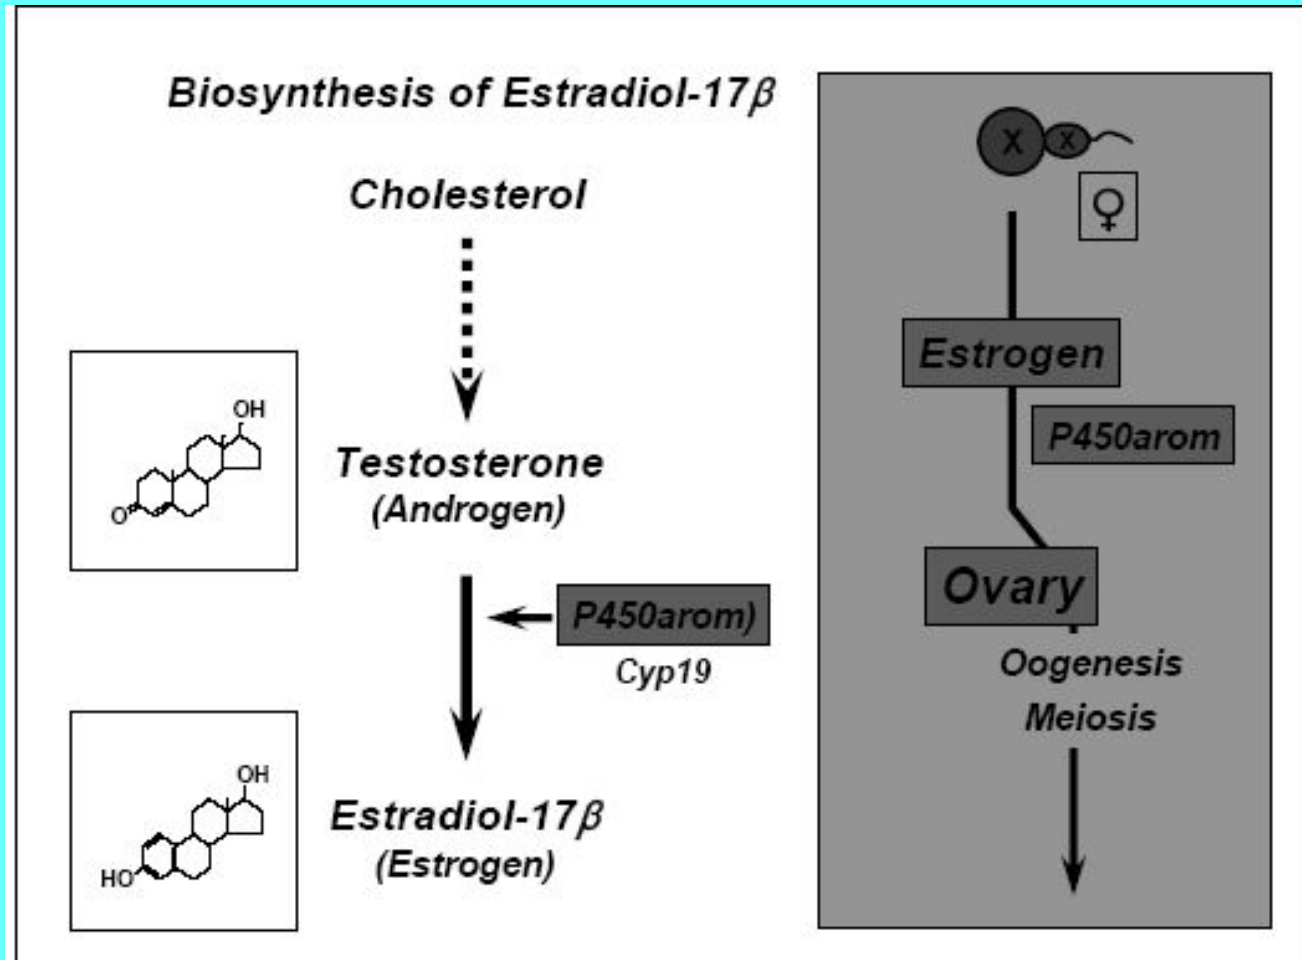 Biosynthesis of Estradiol-17β
Cholesterol
OH
O
Testosterone
(Androgen)
P450arom)
Cyp19
OH
HO
Estradiol-17β
(Estrogen)
X
X
♀
Estrogen
P450arom
Ovary
Oogenesis
Meiosis